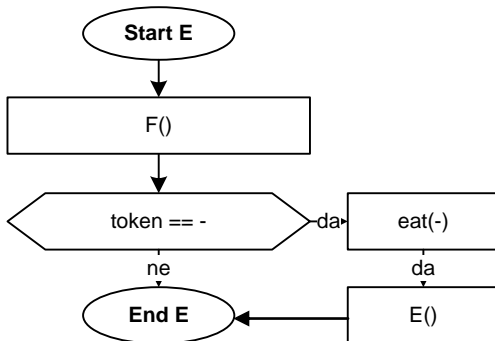 Start E
F()
token == -
da
eat(-)
ne
da
End E
E()